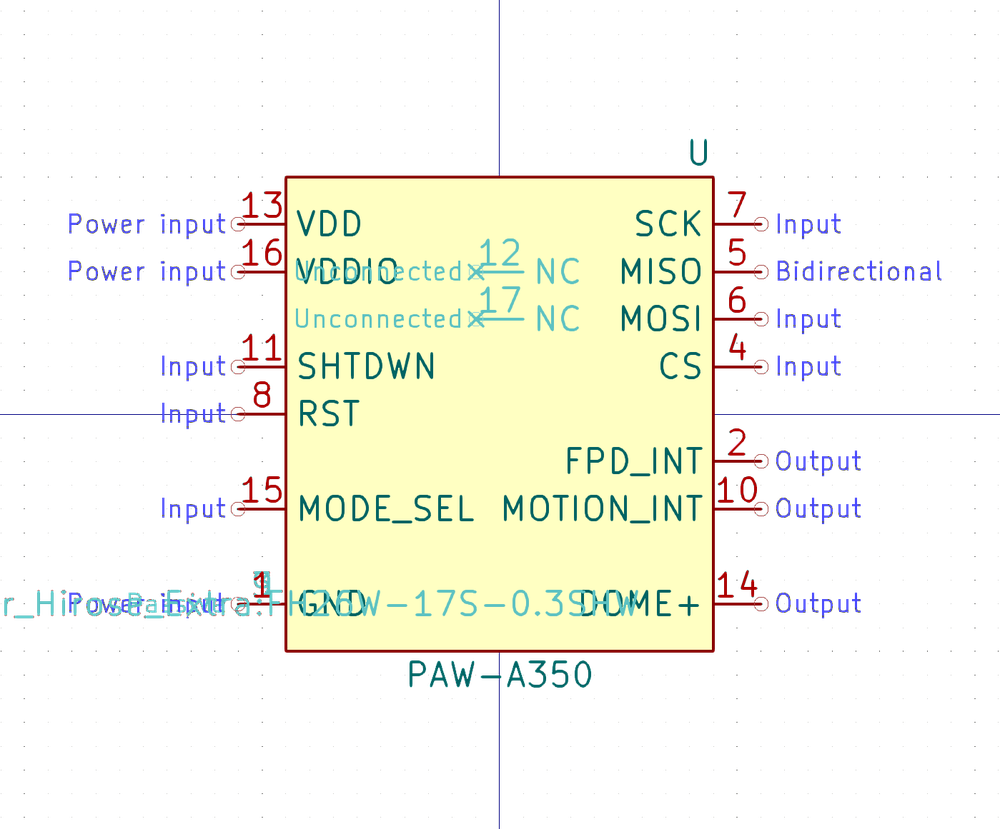 U
13 VDD SCK 7
Power input Input
16 VDDIO 12 NC MISO 5
Power input Unconnected Bidirectional
17 NC MOSI 6
Unconnected Input
11 SHTDWN CS 4
Input Input
8 RST
Input
FPD_INT 2
Output
15 MODE_SEL MOTION_INT 10
Input Output
1 GND DOME+ 14
Power input Output
r_Hirose_Extra:FH26W-17S-0.3SHW
PAW-A350